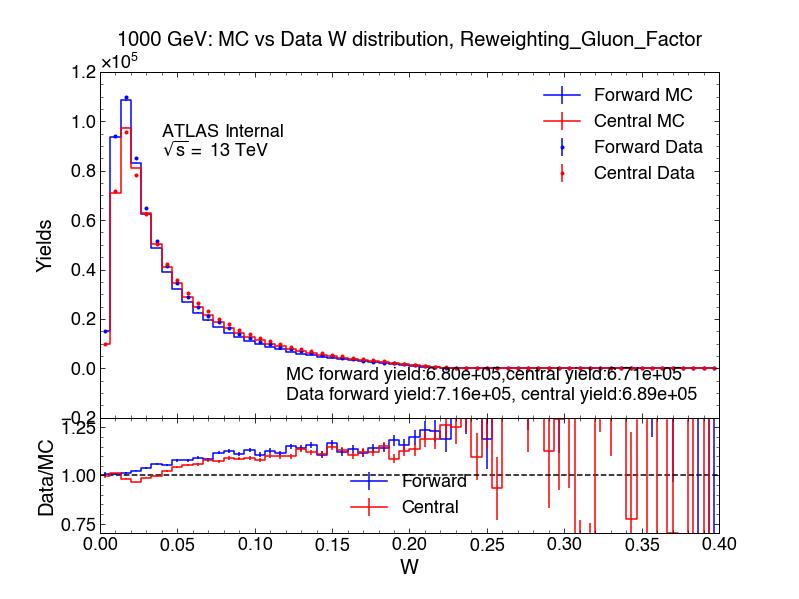 1000 GeV: MC vs Data W distribution, Reweighting_Gluon_Factor
×10⁵
1.2
1.0
0.8
0.6
0.4
0.2
0.0
−0.2
Yields
ATLAS Internal
√s = 13 TeV
Forward MC
Central MC
Forward Data
Central Data
MC forward yield:6.80e+05,central yield:6.71e+05
Data forward yield:7.16e+05, central yield:6.89e+05
1.25
1.00
0.75
Data/MC
Forward
Central
0.00 0.05 0.10 0.15 0.20 0.25 0.30 0.35 0.40
W